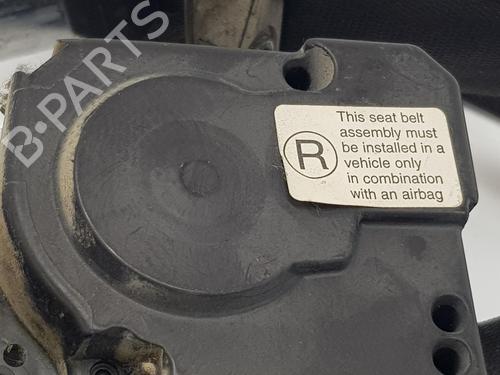 B-PARTS
This seat belt
assembly must
be installed in a
R vehicle only
in combination
with an airbag